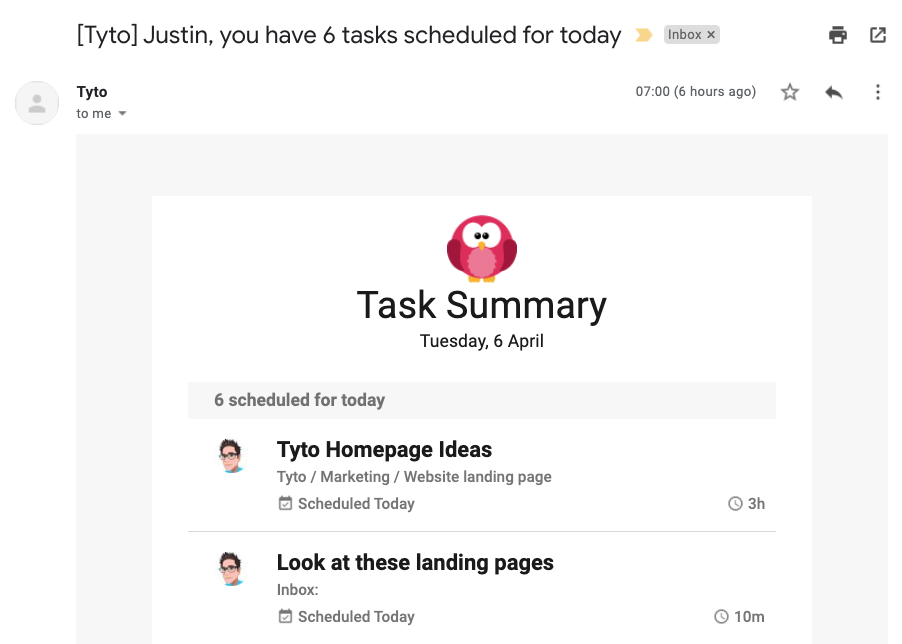 [Tyto] Justin, you have 6 tasks scheduled for today
Inbox ×
Tyto
07:00 (6 hours ago)
to me
Task Summary
Tuesday, 6 April
6 scheduled for today
Tyto Homepage Ideas
Tyto / Marketing / Website landing page
Scheduled Today
3h
Look at these landing pages
Inbox:
Scheduled Today
10m